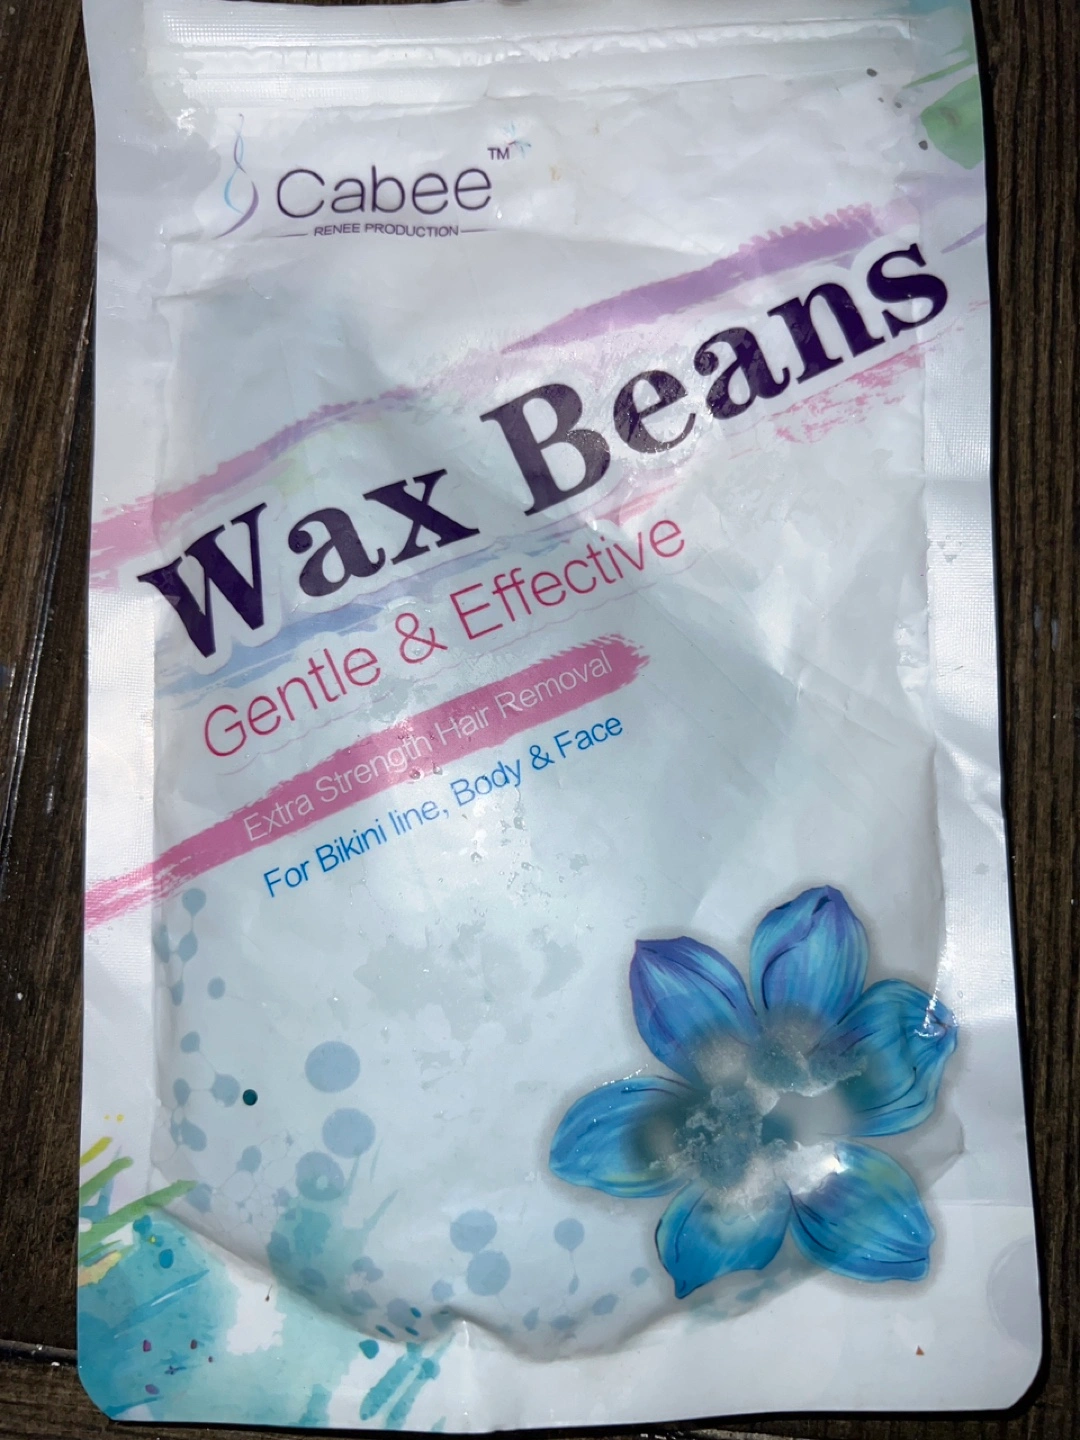 Cabee™
RENEE PRODUCTION
Wax Beans
Gentle & Effective
Extra Strength Hair Removal
For Bikini line, Body & Face